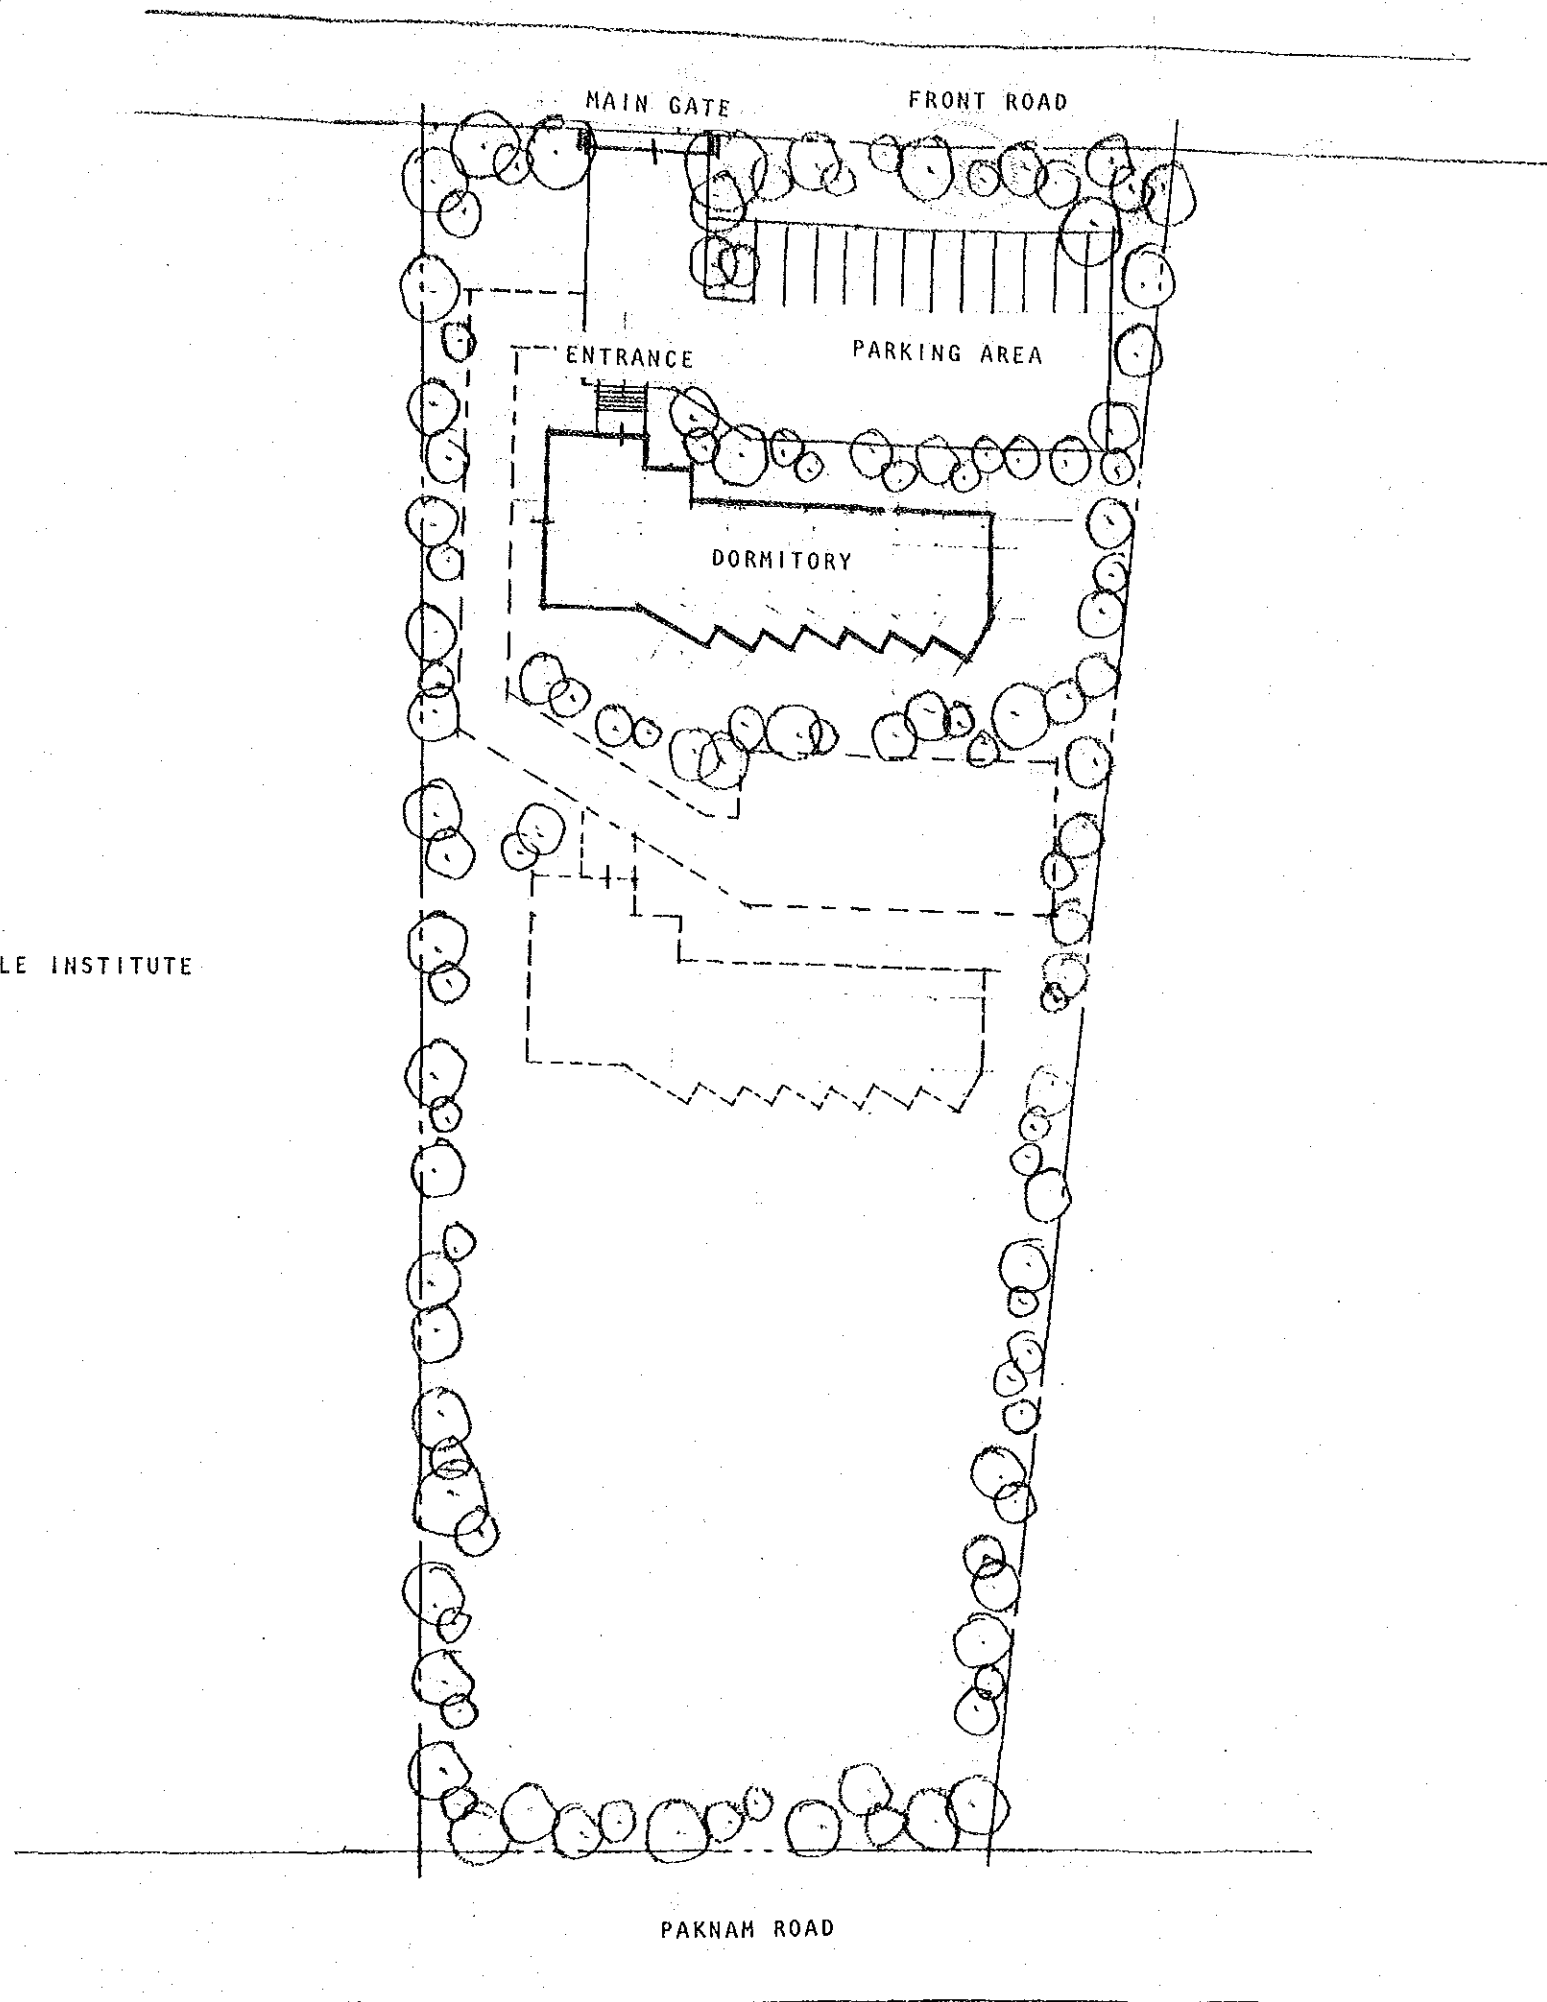 MAIN GATE
FRONT ROAD
ENTRANCE
PARKING AREA
DORMITORY
LE INSTITUTE
PAKNAM ROAD